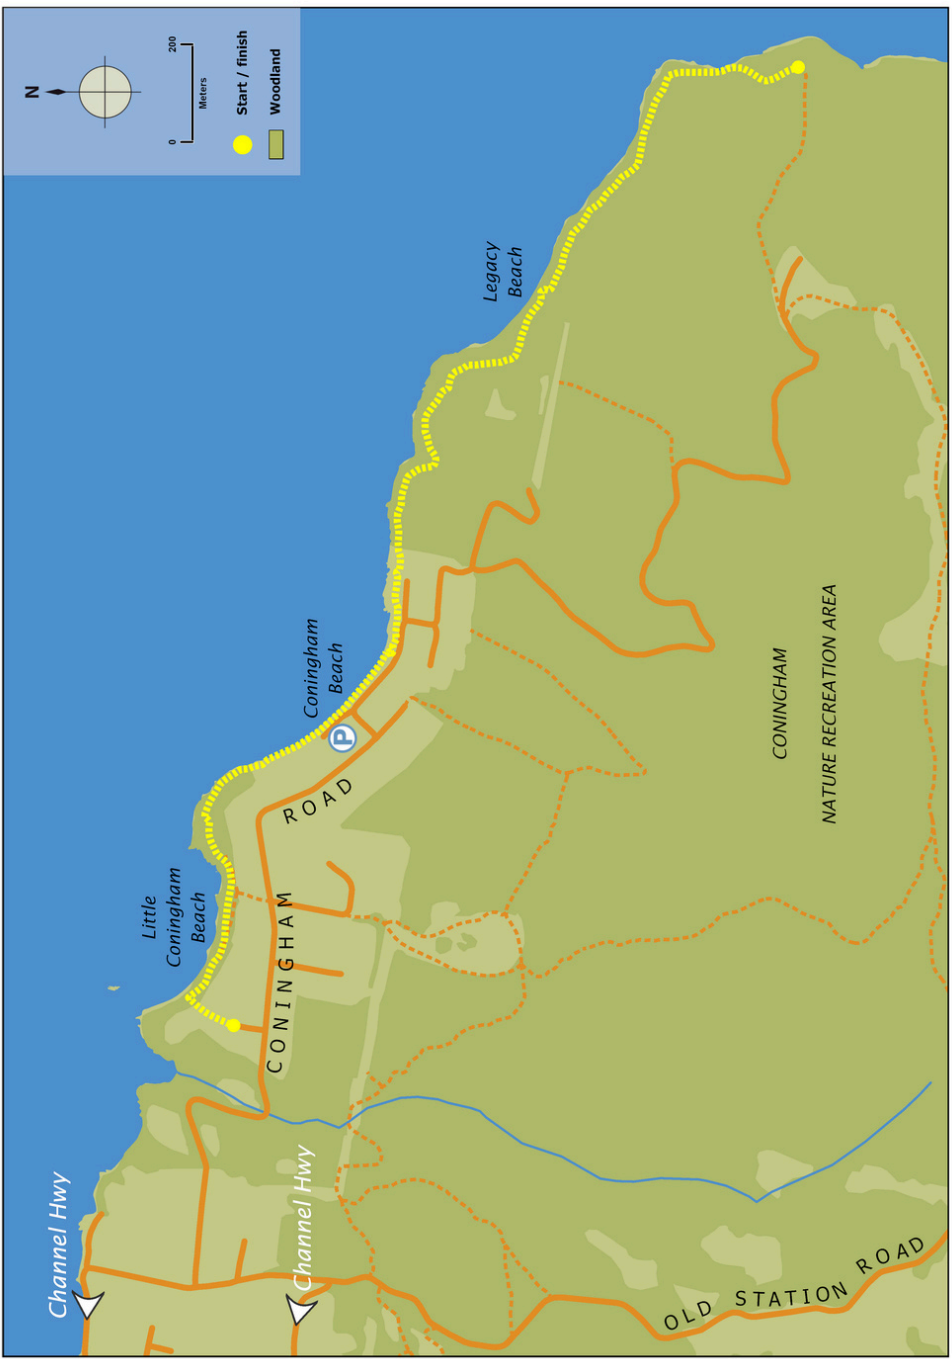 N
200
Meters
0
Start / finish
Woodland
Legacy
Beach
Coningham
Beach
P
Little
Coningham
Beach
CONINGHAM ROAD
CONINGHAM
NATURE RECREATION AREA
Channel Hwy
Channel Hwy
OLD STATION ROAD